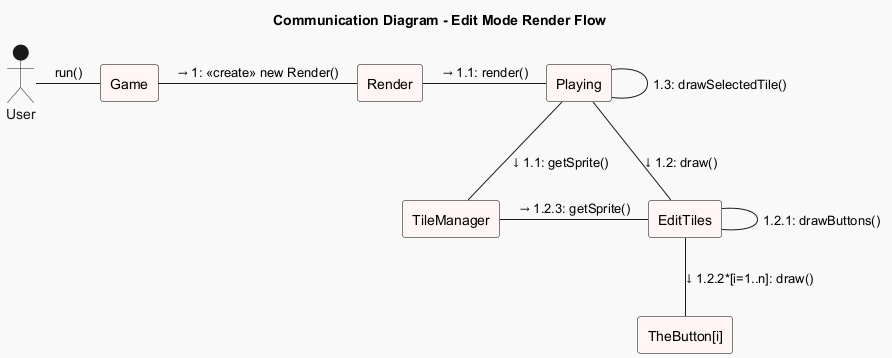 Communication Diagram - Edit Mode Render Flow
User
run()
Game
→ 1: «create» new Render()
Render
→ 1.1: render()
Playing
1.3: drawSelectedTile()
↓ 1.1: getSprite()
↓ 1.2: draw()
TileManager
→ 1.2.3: getSprite()
EditTiles
1.2.1: drawButtons()
↓ 1.2.2*[i=1..n]: draw()
TheButton[i]